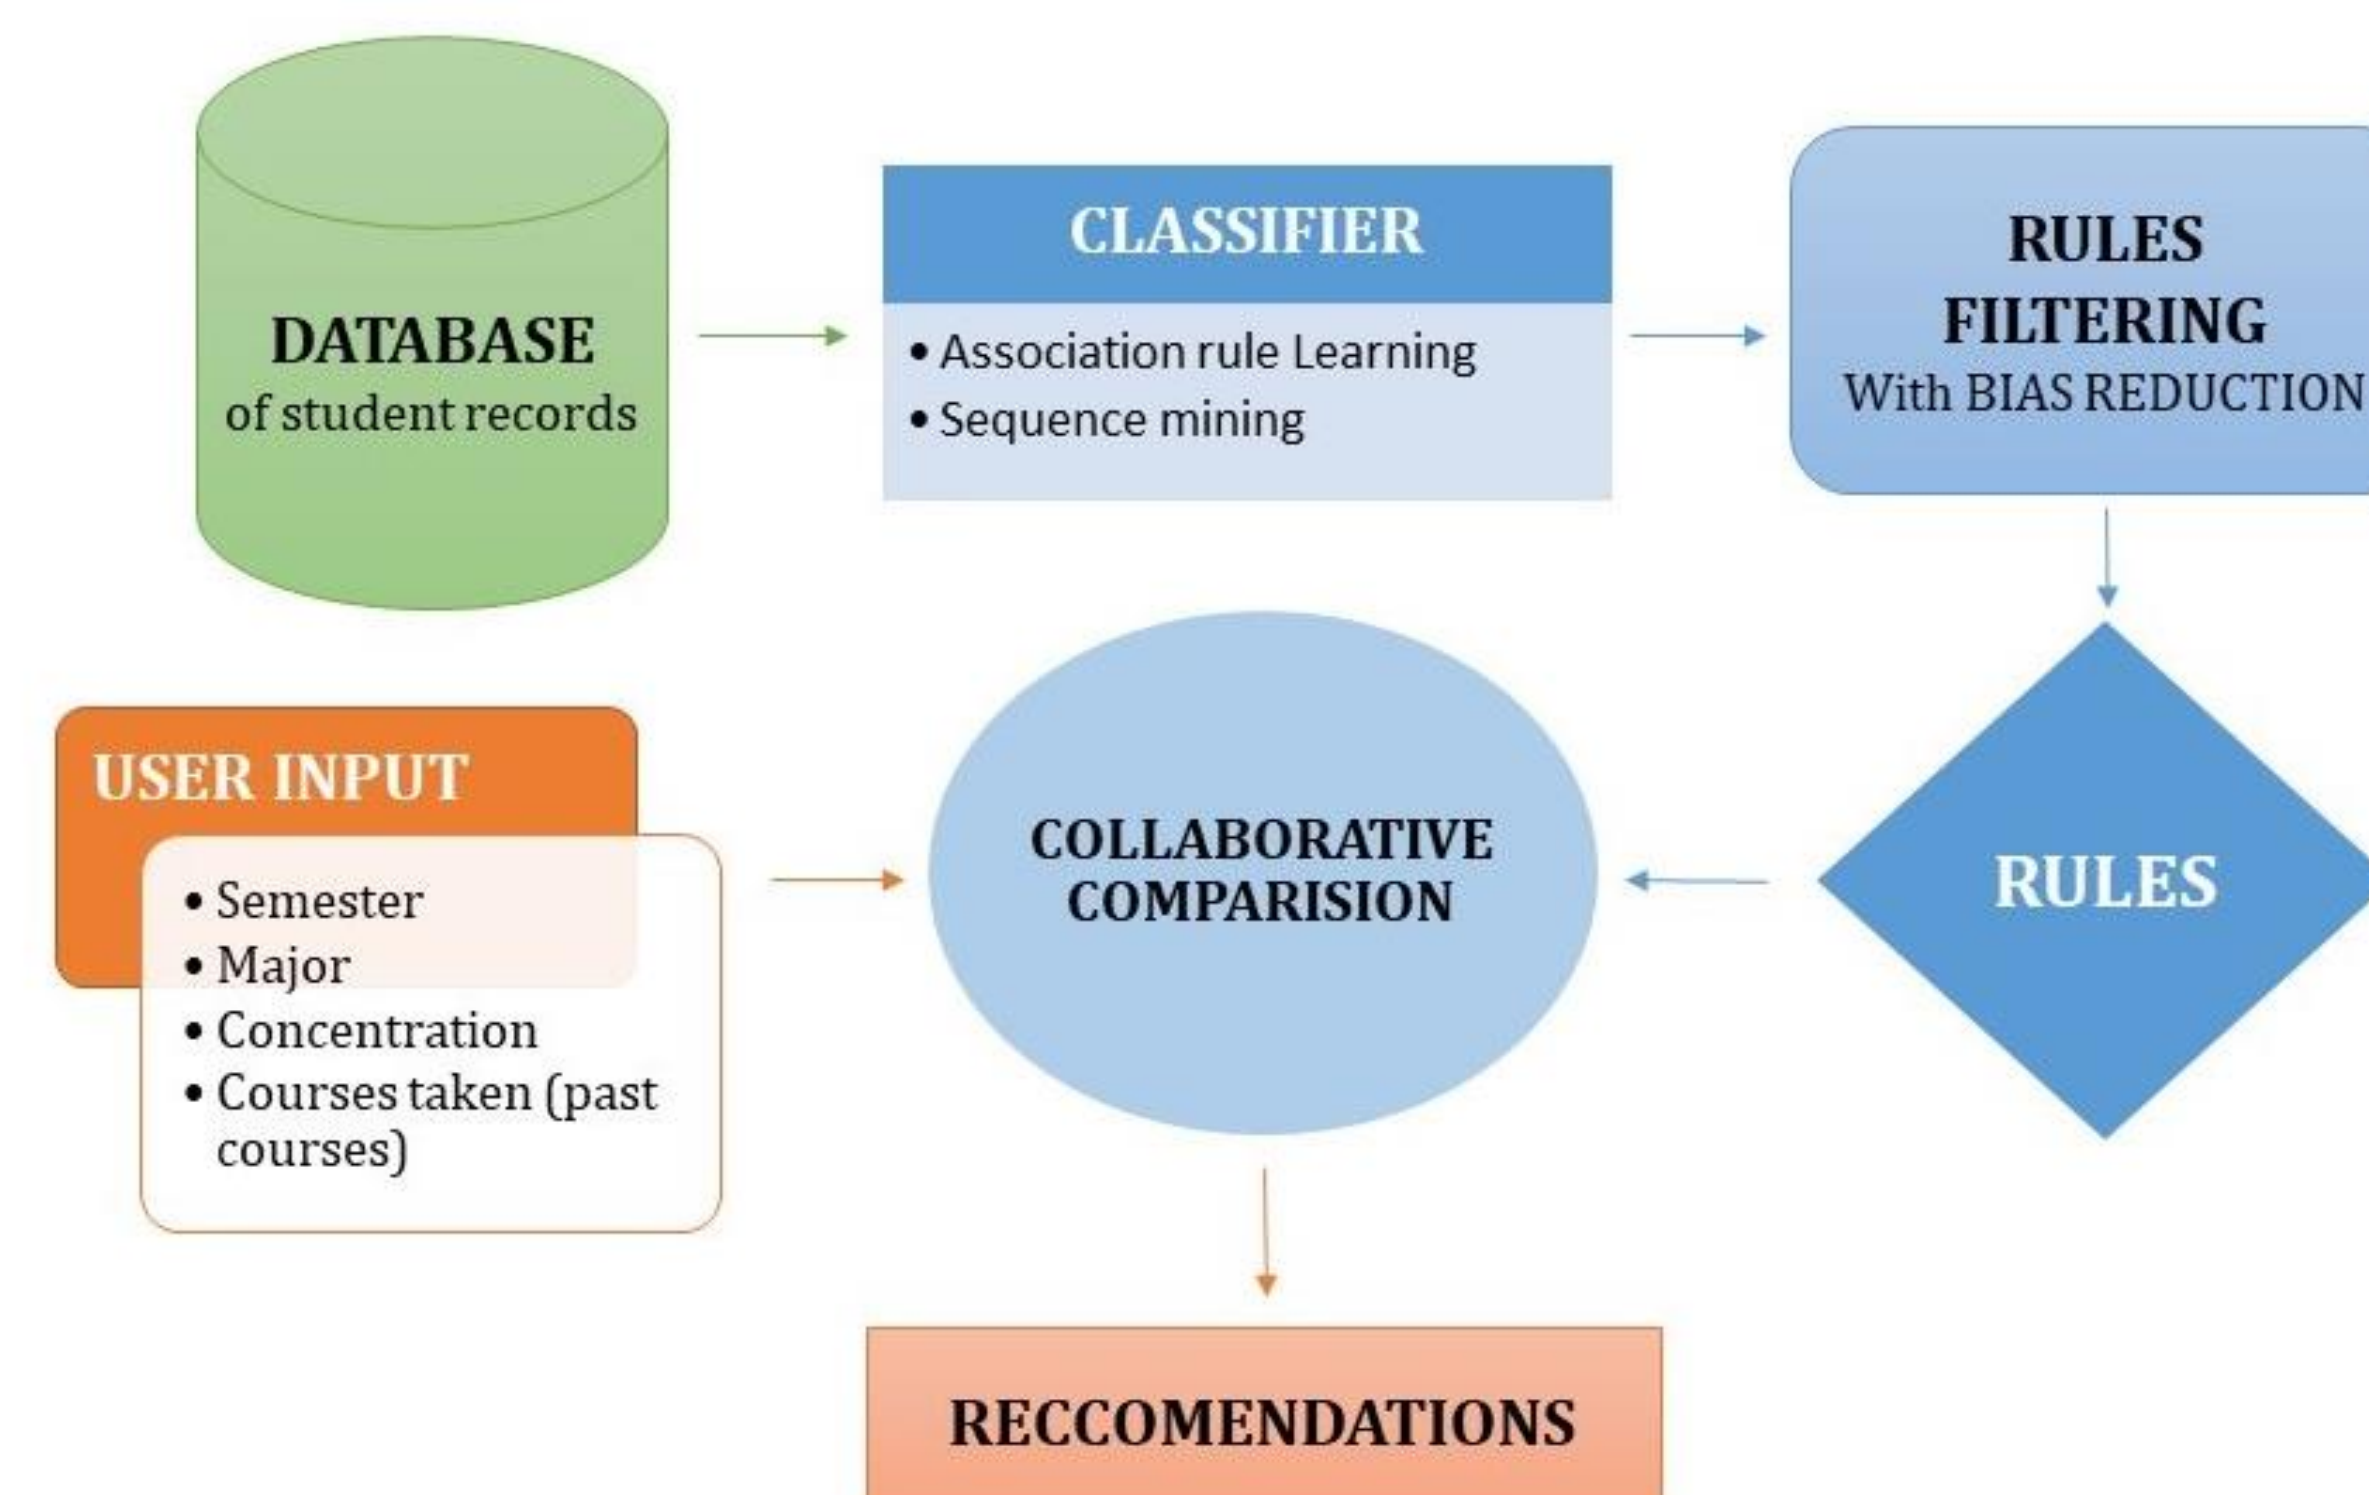 DATABASE
of student records
CLASSIFIER
• Association rule Learning
• Sequence mining
RULES
FILTERING
With BIAS REDUCTION
USER INPUT
• Semester
• Major
• Concentration
• Courses taken (past
courses)
COLLABORATIVE
COMPARISION
RULES
RECCOMENDATIONS